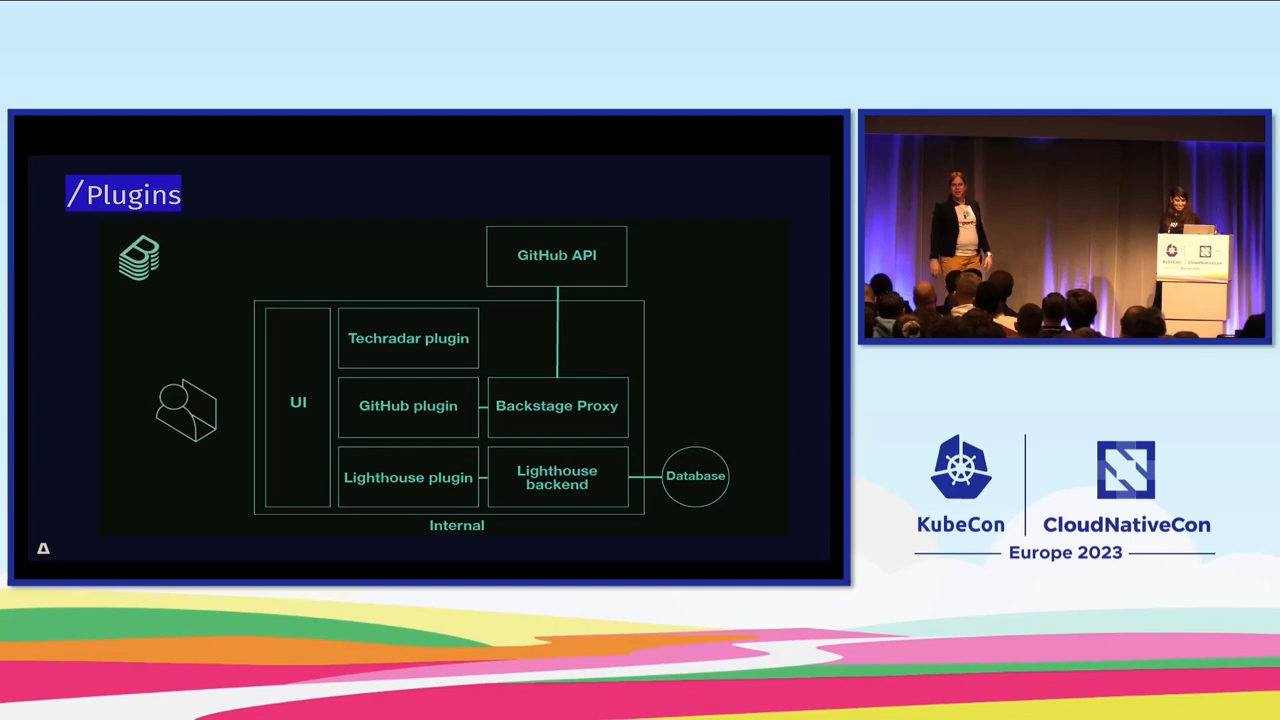 /Plugins
GitHub API
UI
Techradar plugin
GitHub plugin
Backstage Proxy
Lighthouse plugin
Lighthouse
backend
Database
Internal
KubeCon
CloudNativeCon
Europe 2023